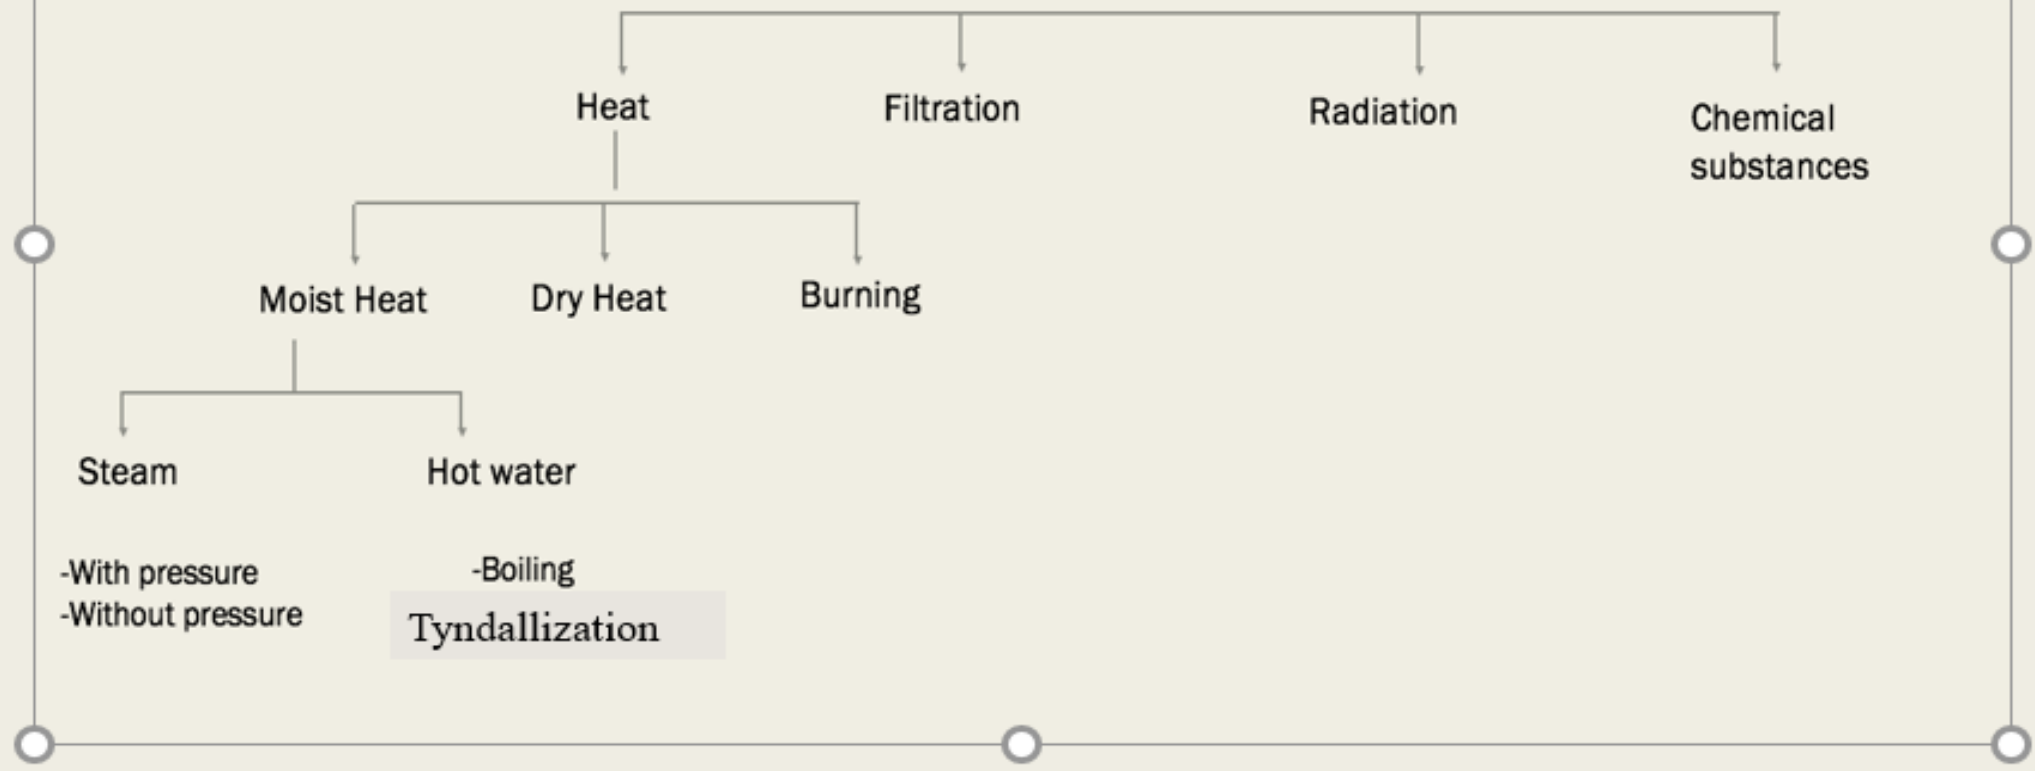 Heat
Filtration
Radiation
Chemical
substances
Moist Heat
Dry Heat
Burning
Steam
Hot water
-With pressure
-Without pressure
-Boiling
Tyndallization